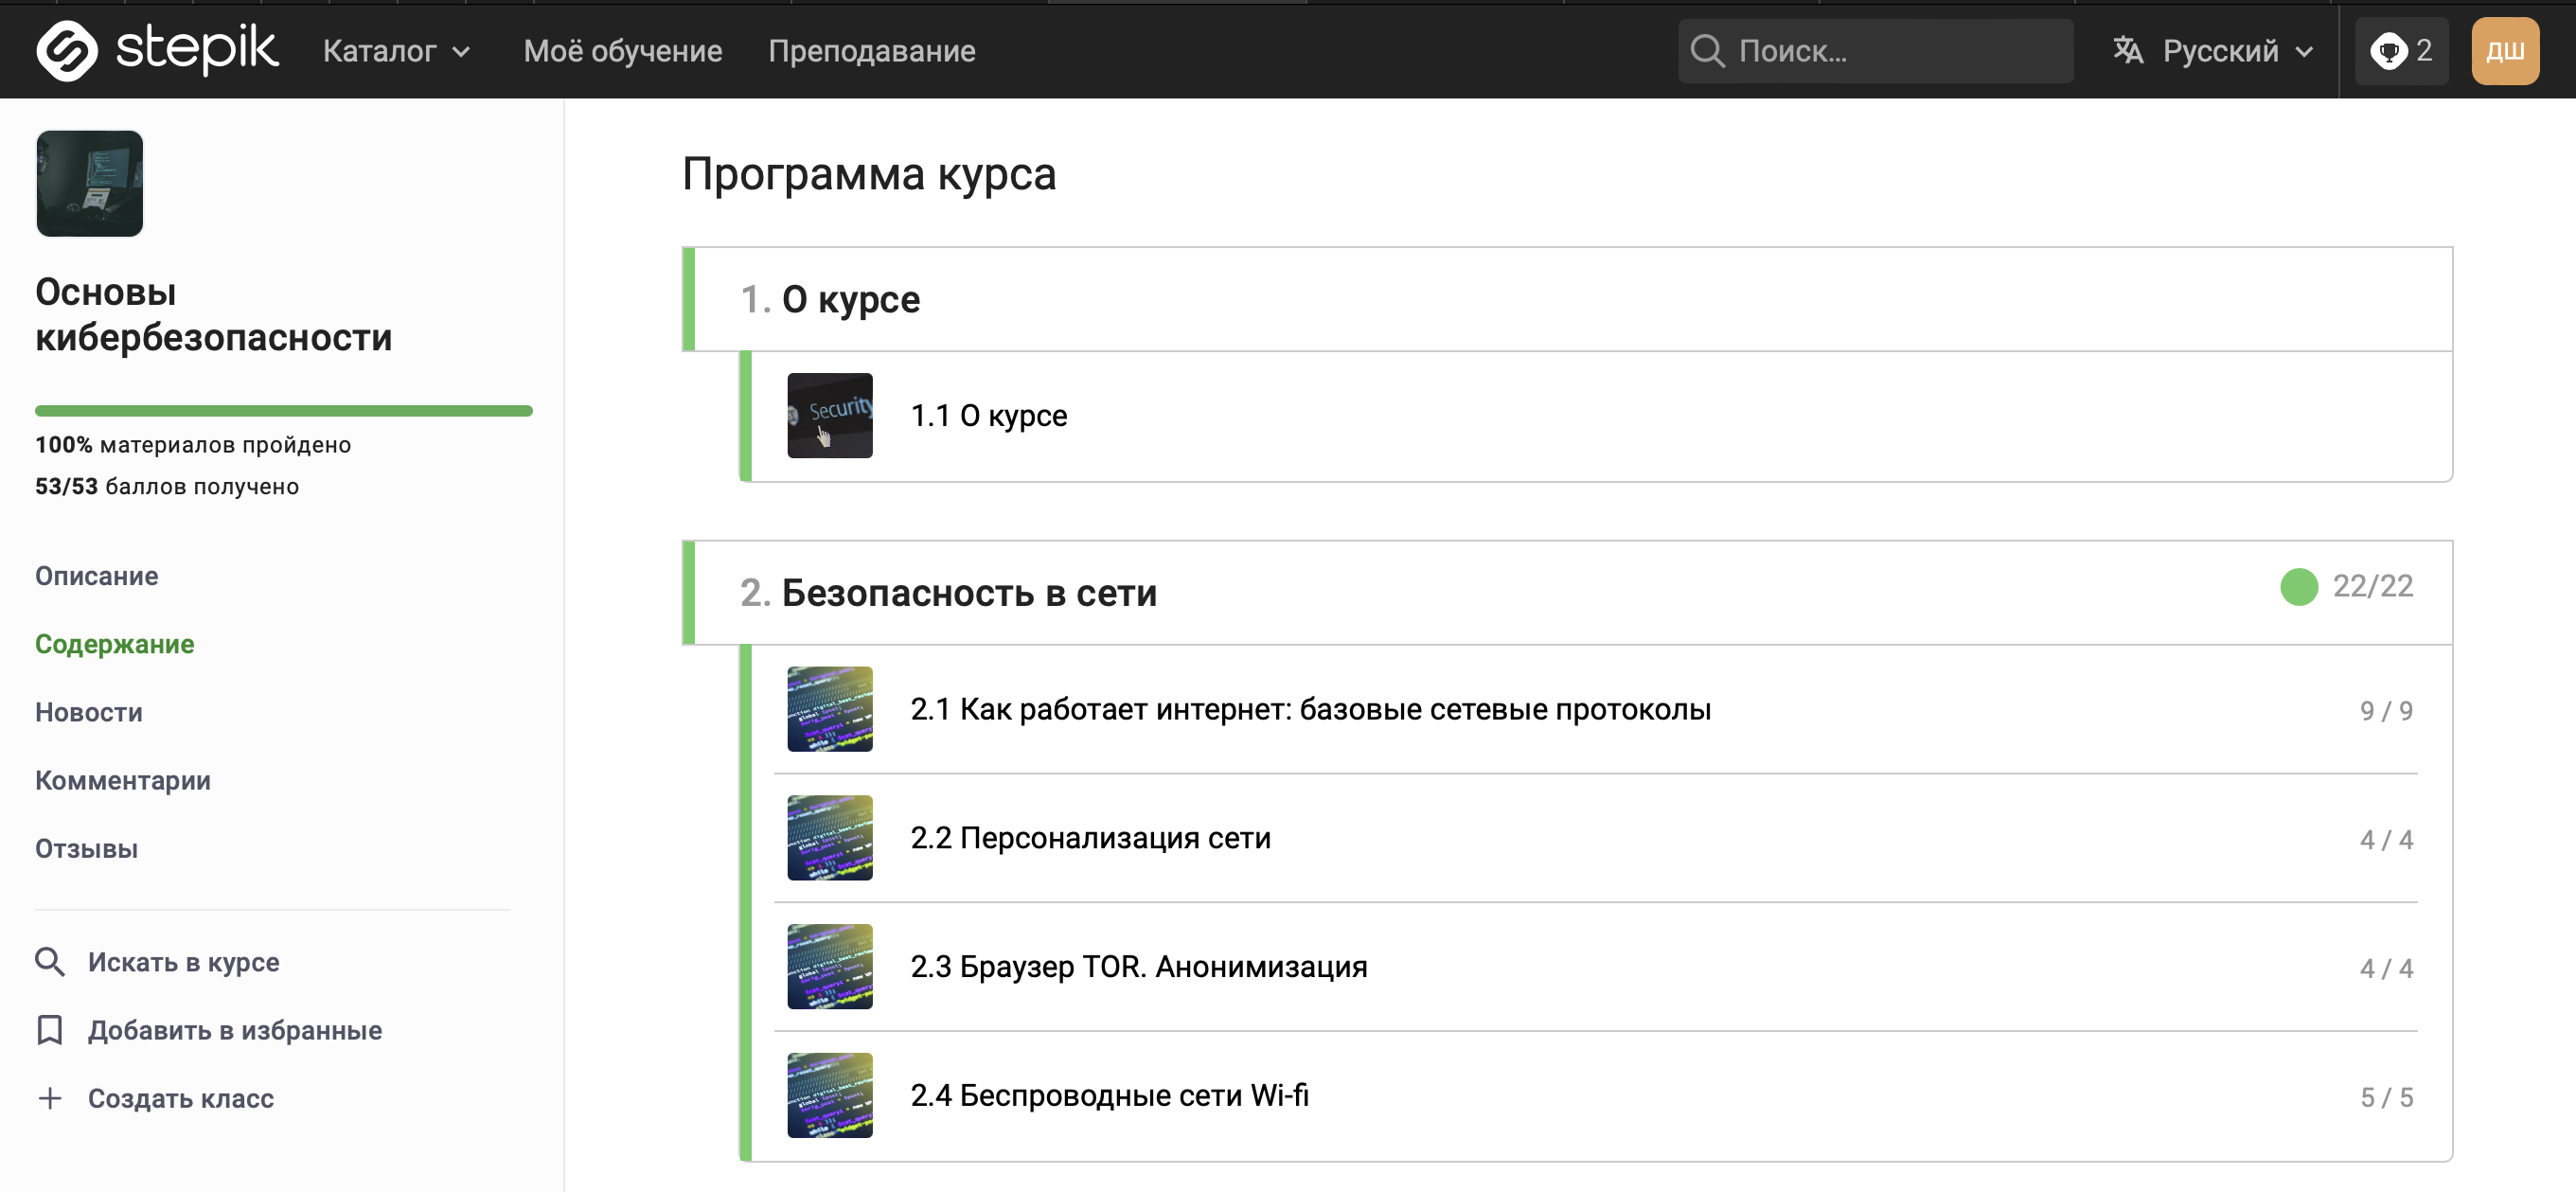 stepik
Каталог
Моё обучение
Преподавание
Поиск...
Русский
2
ДШ
Основы
кибербезопасности
100% материалов пройдено
53/53 баллов получено
Описание
Содержание
Новости
Комментарии
Отзывы
Искать в курсе
Добавить в избранные
Создать класс
Программа курса
1. О курсе
Security
1.1 О курсе
2. Безопасность в сети
22/22
2.1 Как работает интернет: базовые сетевые протоколы
9 / 9
2.2 Персонализация сети
4 / 4
2.3 Браузер TOR. Анонимизация
4 / 4
2.4 Беспроводные сети Wi-fi
5 / 5